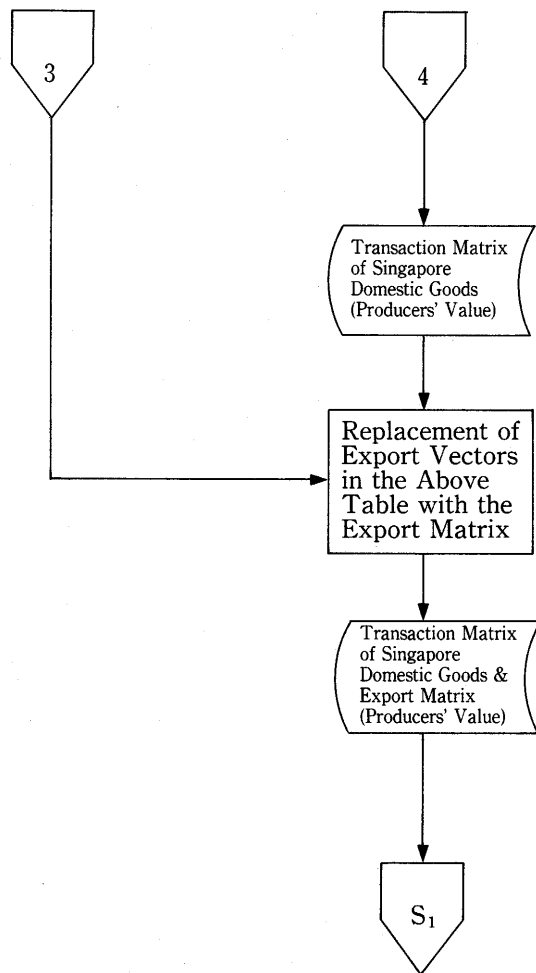 3
4
Transaction Matrix
of Singapore
Domestic Goods
(Producers' Value)
Replacement of
Export Vectors
in the Above
Table with the
Export Matrix
Transaction Matrix
of Singapore
Domestic Goods &
Export Matrix
(Producers' Value)
S₁